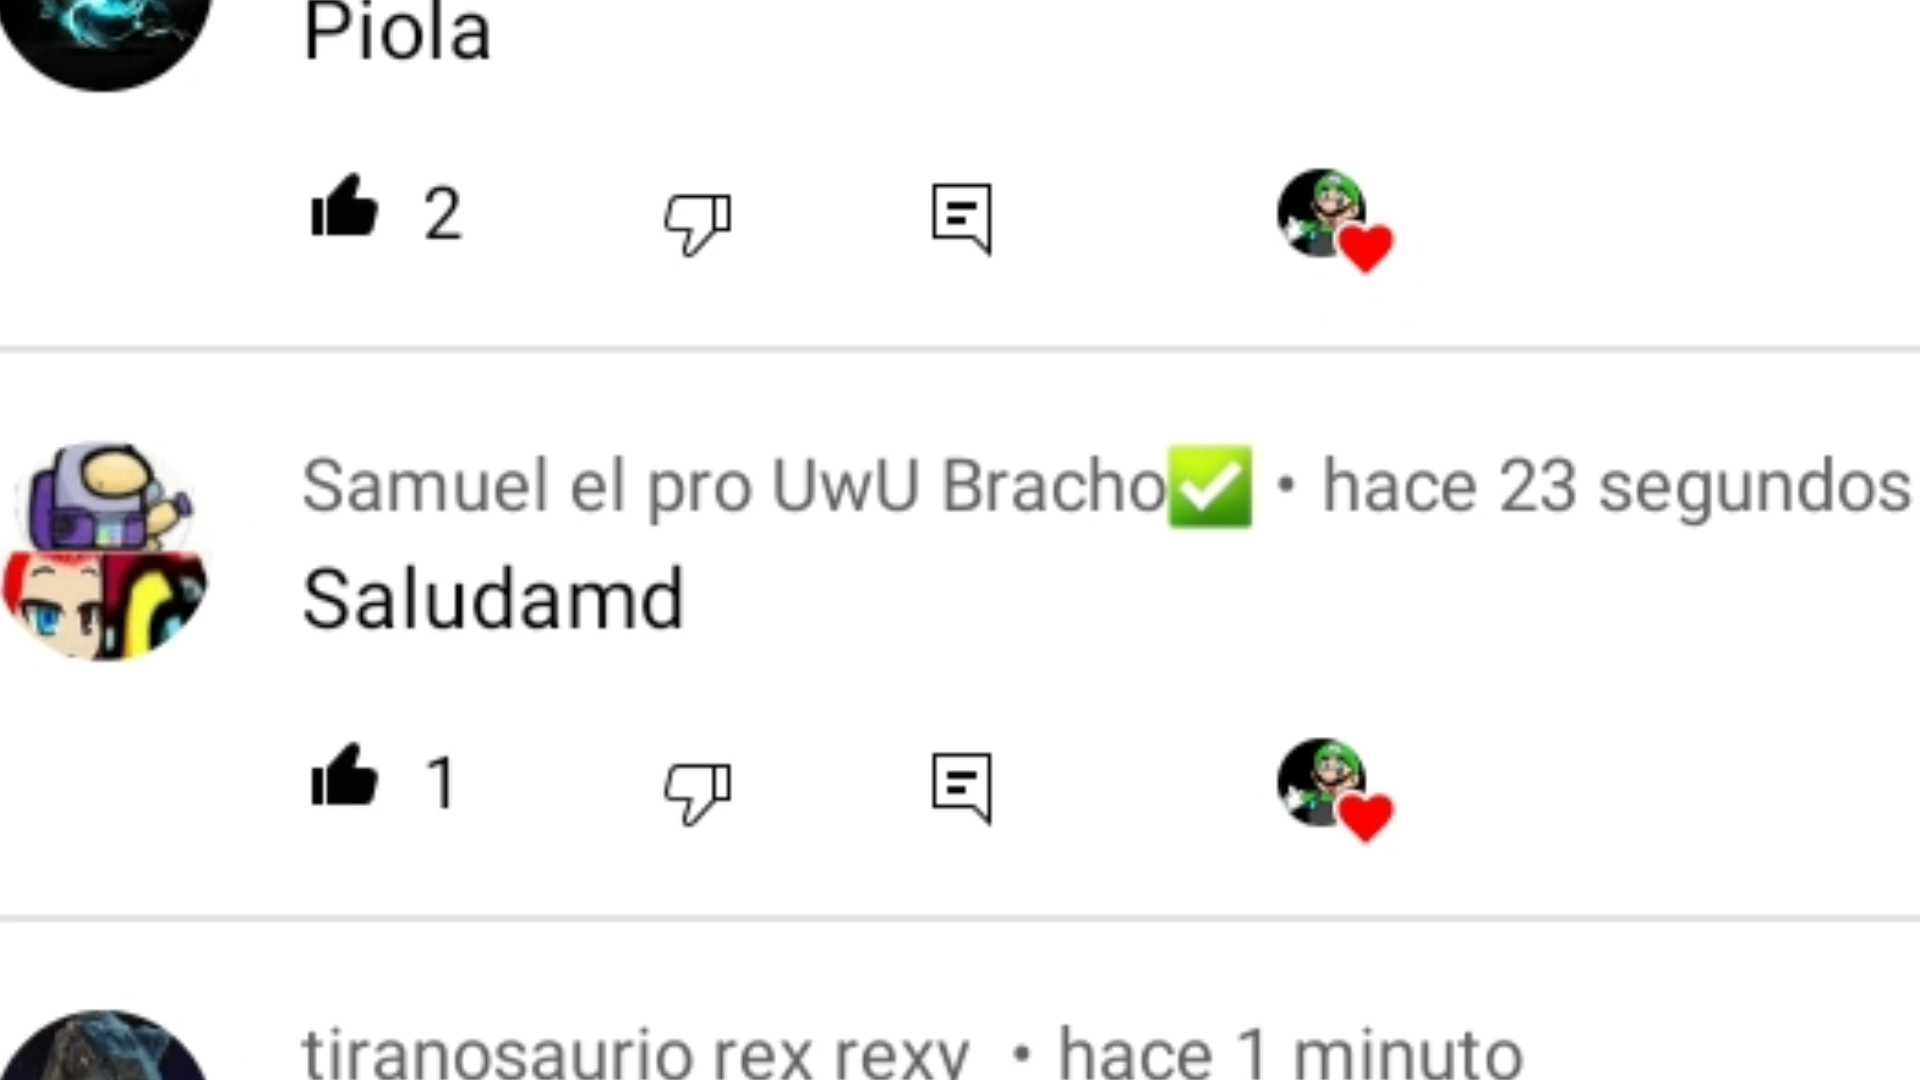 Piola
2
Samuel el pro UwU Bracho✅ • hace 23 segundos
Saludamd
1
tiranosaurio rex rexy • hace 1 minuto